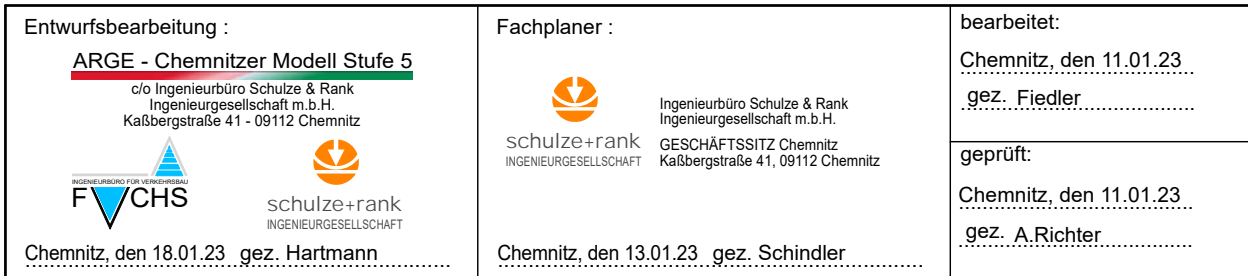 Entwurfsbearbeitung :
ARGE - Chemnitzer Modell Stufe 5
c/o Ingenieurbüro Schulze & Rank
Ingenieurgesellschaft m.b.H.
Kaßbergstraße 41 - 09112 Chemnitz
INGENIEURBÜRO FÜR VERKEHRSBAU
FUCHS
schulze+rank
INGENIEURGESELLSCHAFT
Chemnitz, den 18.01.23 gez. Hartmann
Fachplaner :
schulze+rank
INGENIEURGESELLSCHAFT
Ingenieurbüro Schulze & Rank
Ingenieurgesellschaft m.b.H.
GESCHÄFTSSITZ Chemnitz
Kaßbergstraße 41, 09112 Chemnitz
Chemnitz, den 13.01.23 gez. Schindler
bearbeitet:
Chemnitz, den 11.01.23
gez. Fiedler
geprüft:
Chemnitz, den 11.01.23
gez. A.Richter